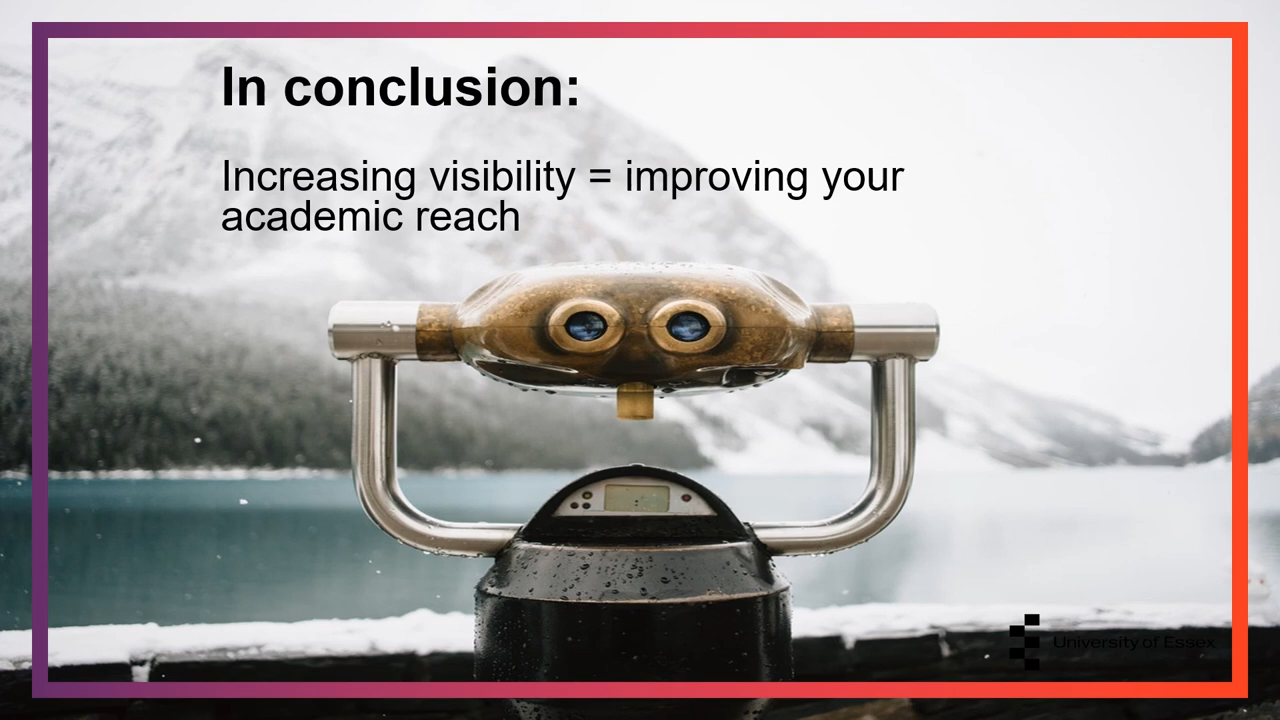 In conclusion:
Increasing visibility = improving your
academic reach
University of Essex